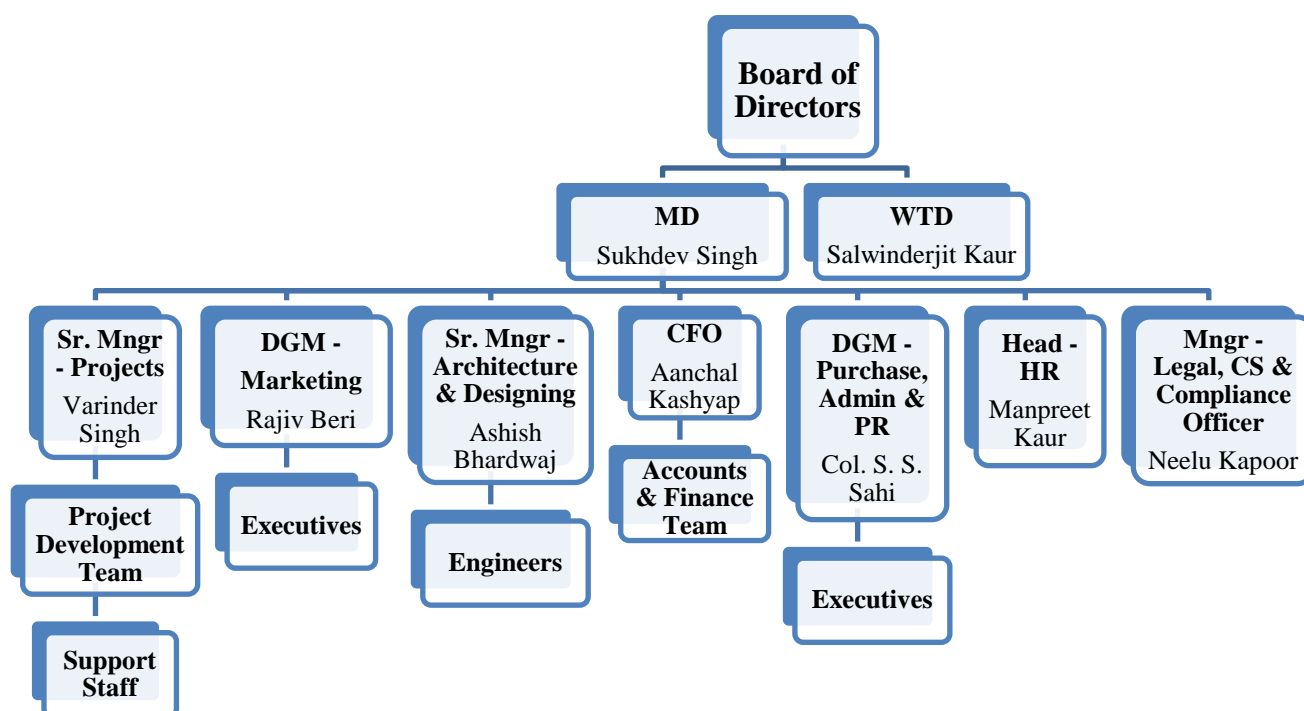 Board of
Directors
MD
Sukhdev Singh
WTD
Salwinderjit Kaur
Sr. Mngr
- Projects
Varinder
Singh
DGM -
Marketing
Rajiv Beri
Sr. Mngr -
Architecture
& Designing
Ashish
Bhardwaj
CFO
Aanchal
Kashyap
DGM -
Purchase,
Admin &
PR
Col. S. S.
Sahi
Head -
HR
Manpreet
Kaur
Mngr -
Legal, CS &
Compliance
Officer
Neelu Kapoor
Project
Development
Team
Executives
Engineers
Accounts
& Finance
Team
Executives
Support
Staff